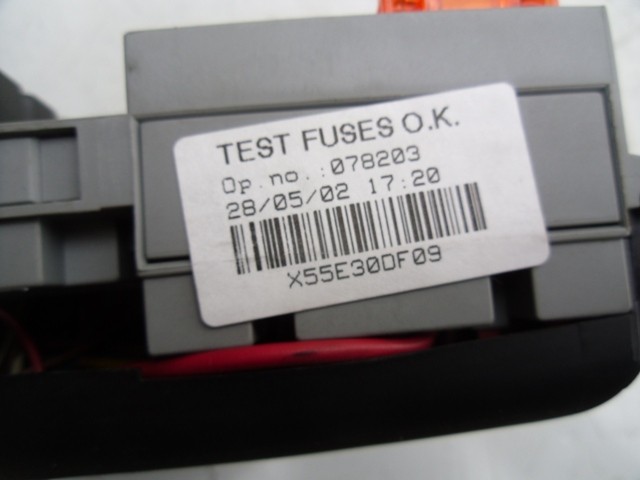 TEST FUSES O.K.
Op.no.:078203
28/05/02 17:20
X55E30DF09